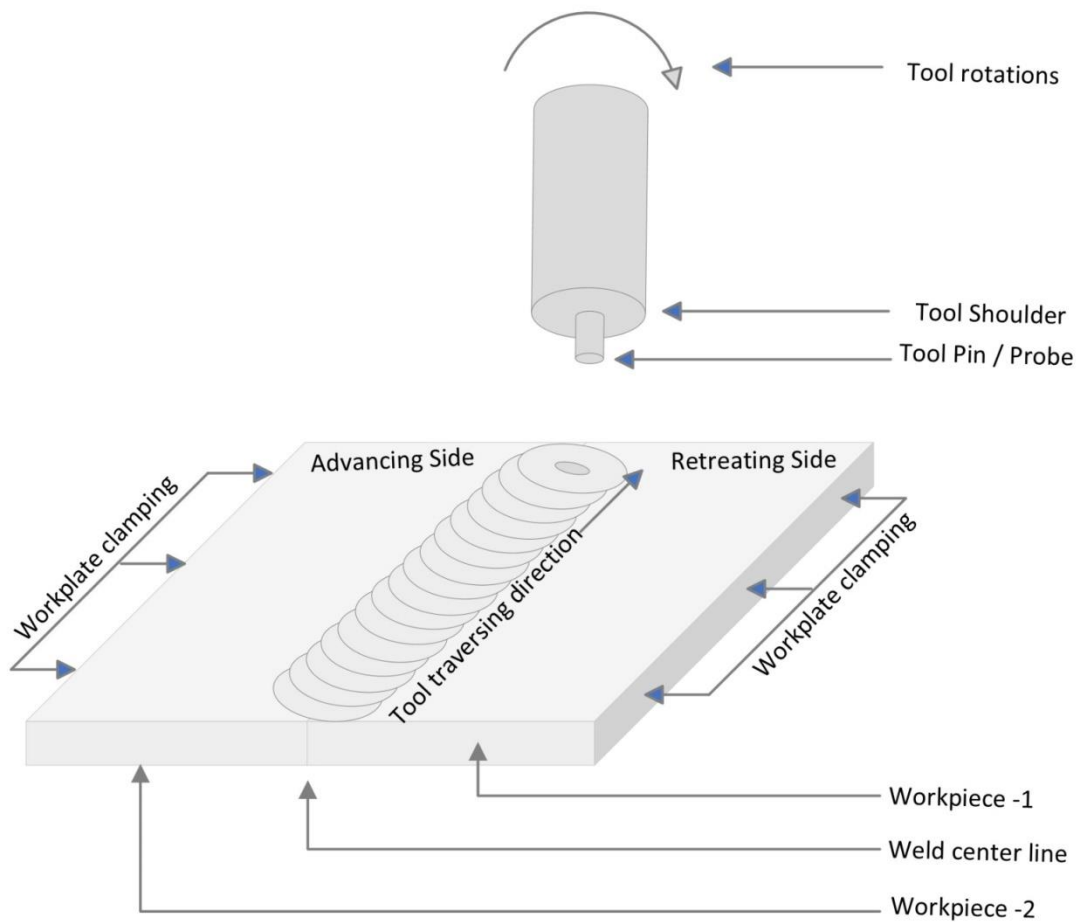 Tool rotations
Tool Shoulder
Tool Pin / Probe
Advancing Side
Retreating Side
Workplate clamping
Tool traversing direction
Workplate clamping
Workpiece -1
Weld center line
Workpiece -2